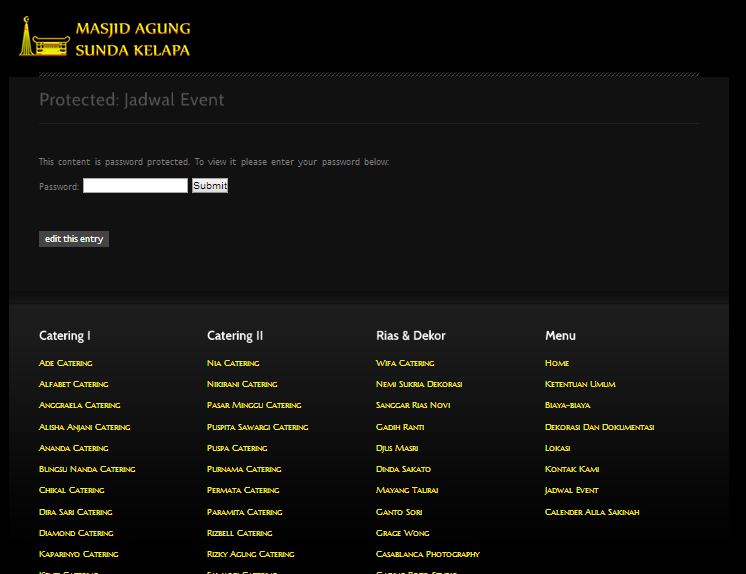 MASJID AGUNG
SUNDA KELAPA
Protected: Jadwal Event
This content is password protected. To view it please enter your password below:
Password: Submit
edit this entry
Catering I
Ade Catering
Alfabet Catering
Anggraela Catering
Alisha Anjani Catering
Ananda Catering
Bungsu Nanda Catering
Chikal Catering
Dira Sari Catering
Diamond Catering
Kaparinyo Catering
Catering II
Nia Catering
Nikirani Catering
Pasar Minggu Catering
Puspita Sawargi Catering
Puspa Catering
Purnama Catering
Permata Catering
Paramita Catering
Rizbell Catering
Rizky Agung Catering
Rias & Dekor
Wifa Catering
Nemi Sukria Dekorasi
Sanggar Rias Novi
Gadih Ranti
Djus Masri
Dinda Sakato
Mayang Taurai
Ganto Sori
Grage Wong
Casablanca Photography
Menu
Home
Ketentuan Umum
Biaya-biaya
Dekorasi Dan Dokumentasi
Lokasi
Kontak Kami
Jadwal Event
Calender Aula Sakinah